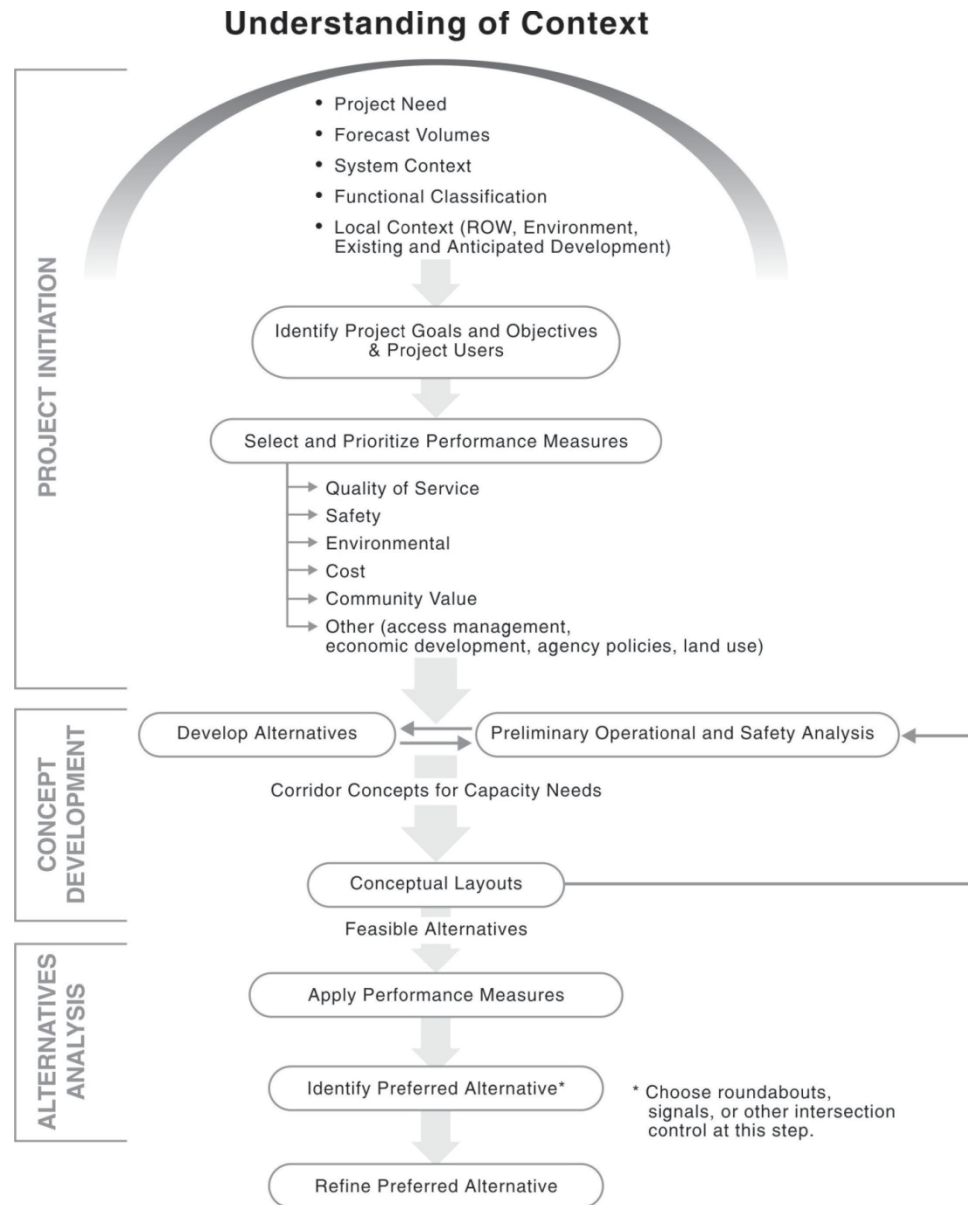 Understanding of Context
PROJECT INITIATION
• Project Need
• Forecast Volumes
• System Context
• Functional Classification
• Local Context (ROW, Environment,
Existing and Anticipated Development)
Identify Project Goals and Objectives
& Project Users
Select and Prioritize Performance Measures
Quality of Service
Safety
Environmental
Cost
Community Value
Other (access management,
economic development, agency policies, land use)
CONCEPT
DEVELOPMENT
Develop Alternatives
Preliminary Operational and Safety Analysis
Corridor Concepts for Capacity Needs
Conceptual Layouts
Feasible Alternatives
ALTERNATIVES
ANALYSIS
Apply Performance Measures
Identify Preferred Alternative*
* Choose roundabouts,
signals, or other intersection
control at this step.
Refine Preferred Alternative